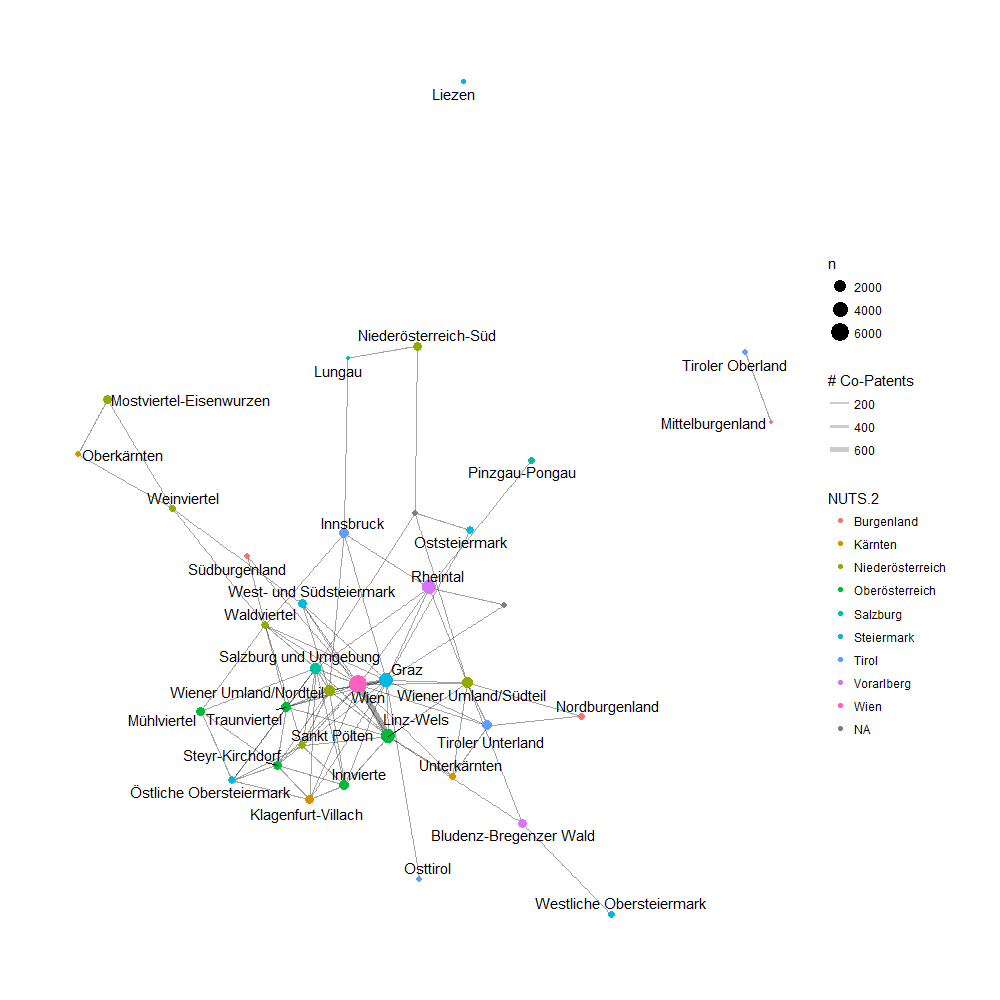 Liezen
n
2000
4000
6000
Niederösterreich-Süd
Lungau
Tiroler Oberland
Mittelburgenland
# Co-Patents
200
400
600
Mostviertel-Eisenwurzen
Oberkärnten
Pinzgau-Pongau
Weinviertel
NUTS.2
Burgenland
Kärnten
Niederösterreich
Oberösterreich
Salzburg
Steiermark
Tirol
Vorarlberg
Wien
NA
Innsbruck
Oststeiermark
Südburgenland
Rheintal
West- und Südsteiermark
Waldviertel
Salzburg und Umgebung
Graz
Wiener Umland/Nordteil
Wien
Wiener Umland/Südteil
Nordburgenland
Mühlviertel
Traunviertel
Linz-Wels
Sankt Pölten
Tiroler Unterland
Steyr-Kirchdorf
Innvierte
Unterkärnten
Östliche Obersteiermark
Klagenfurt-Villach
Bludenz-Bregenzer Wald
Osttirol
Westliche Obersteiermark